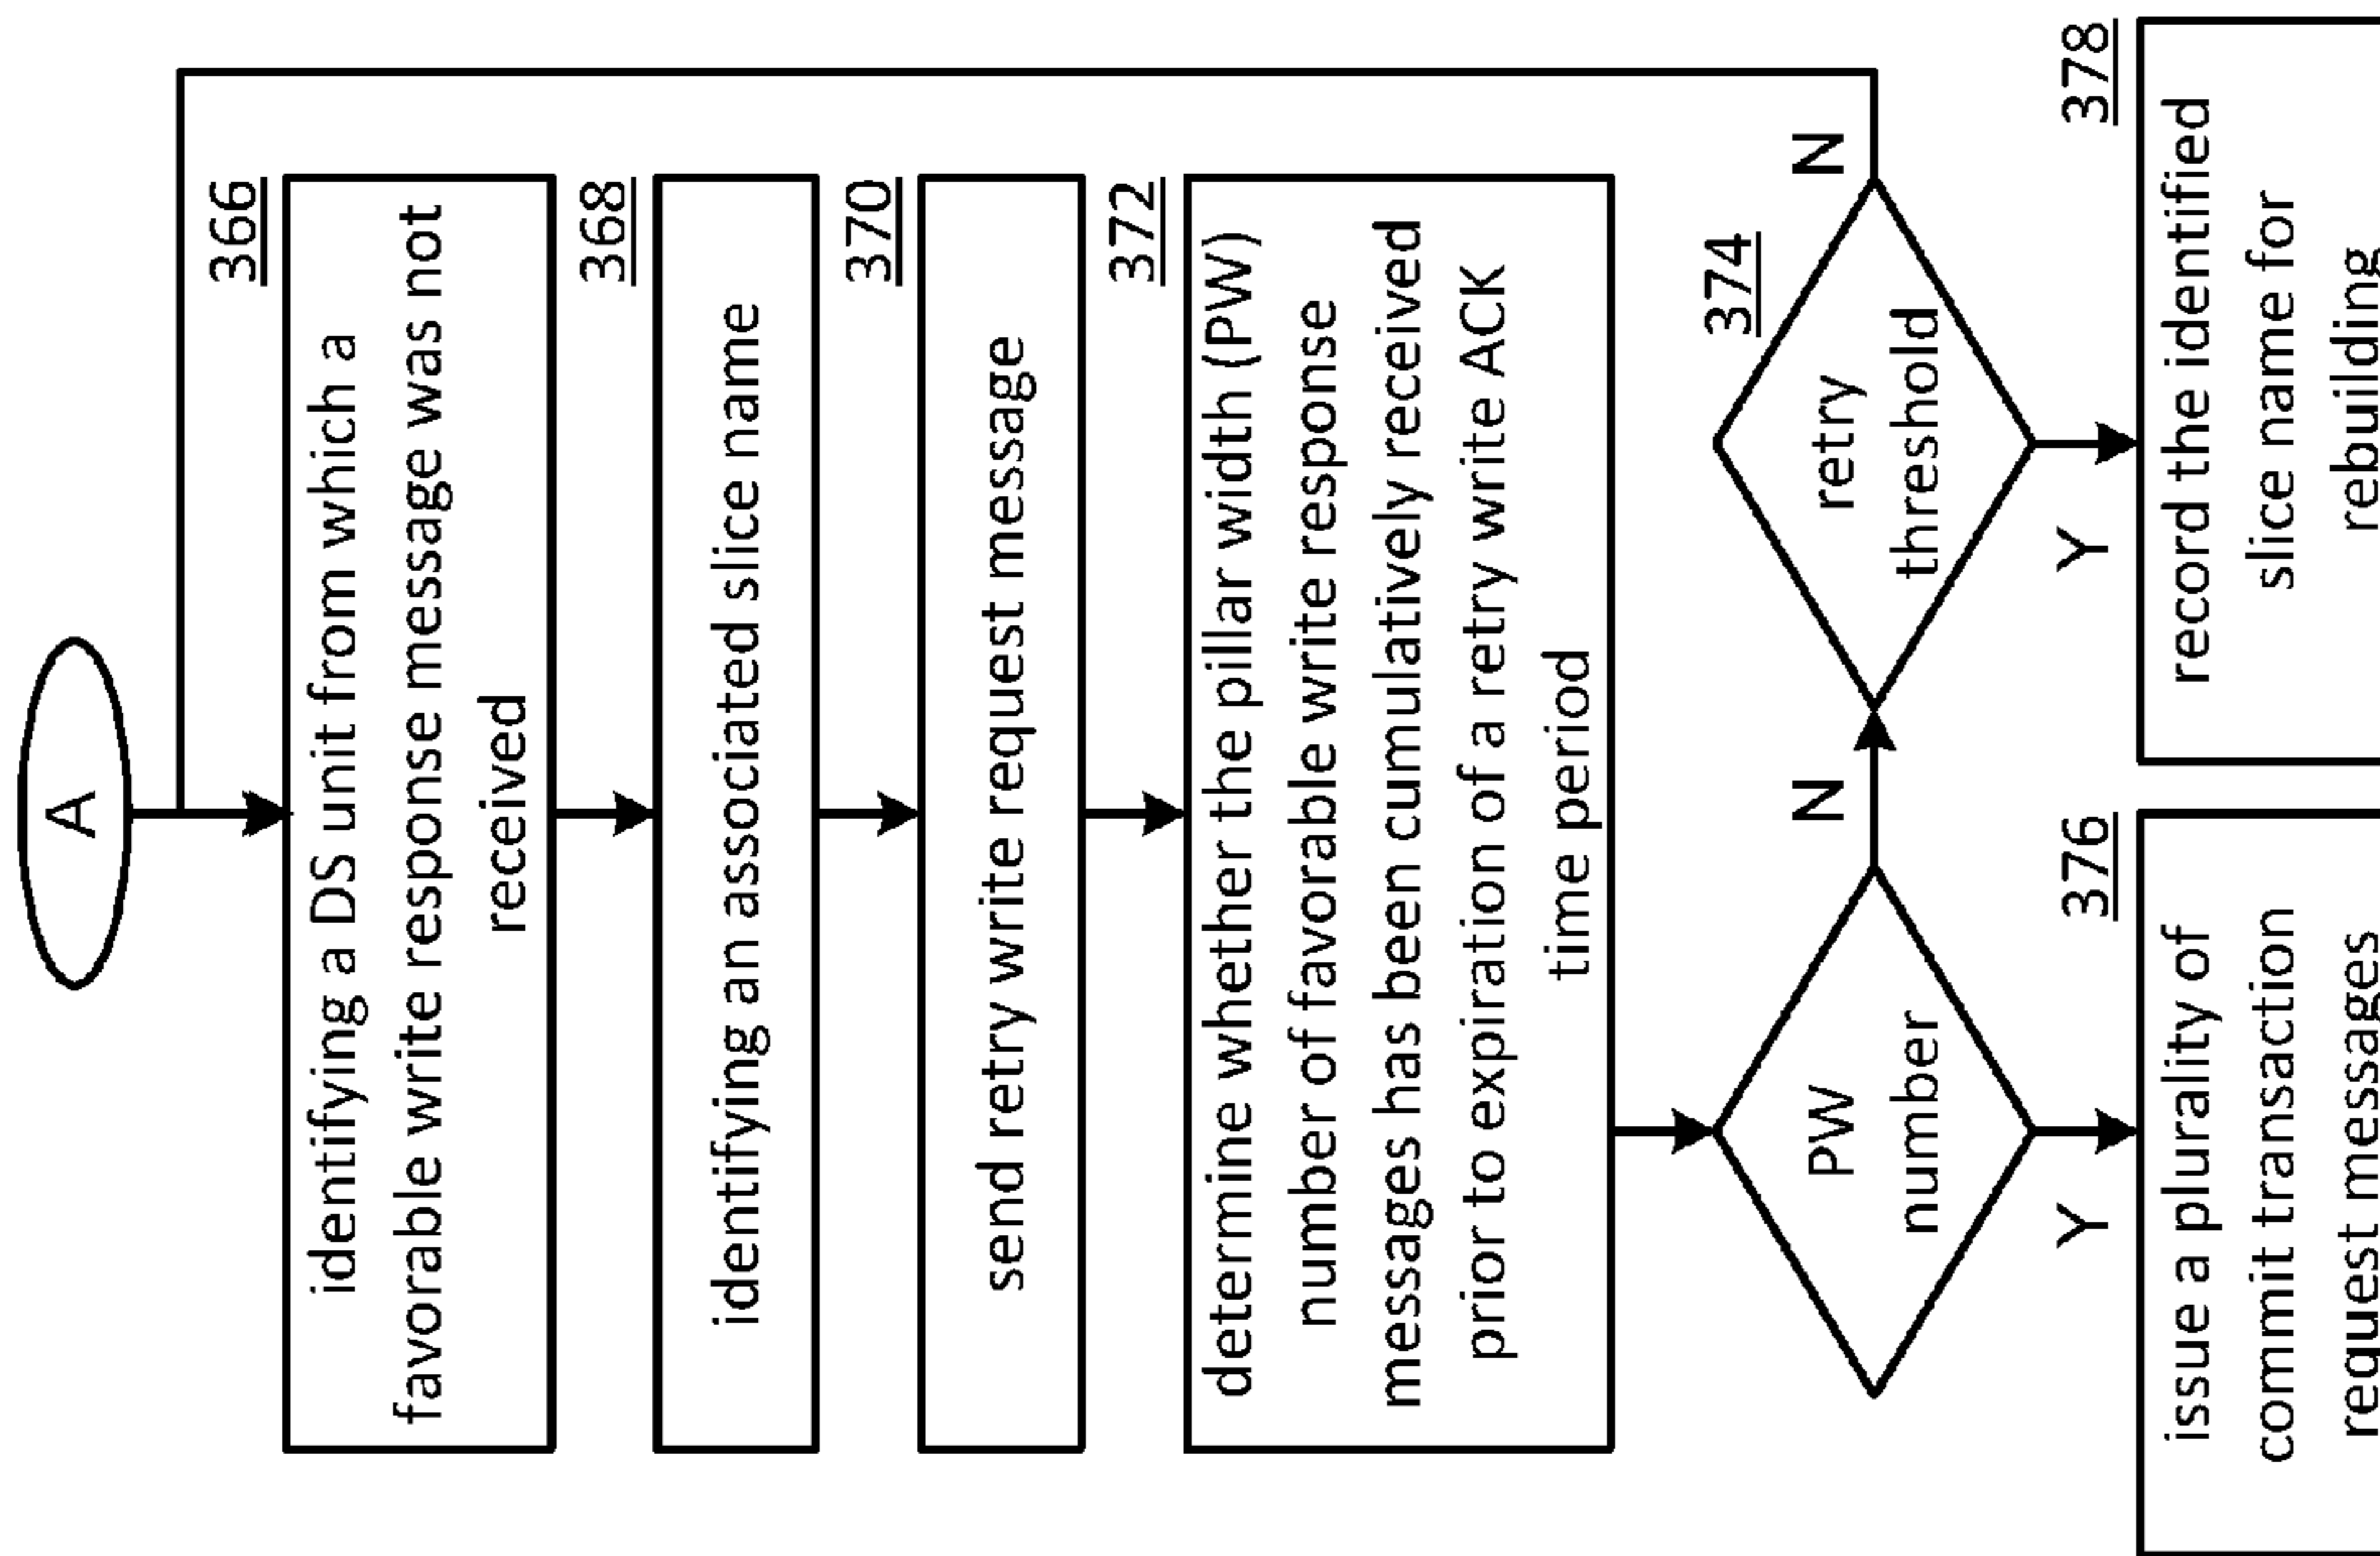 A
366
identifying a DS unit from which a
favorable write response message was not
received
368
identifying an associated slice name
370
send retry write request message
372
determine whether the pillar width (PW)
number of favorable write response
messages has been cumulatively received
prior to expiration of a retry write ACK
time period
PW
number
N
Y
374
retry
threshold
N
Y
376
issue a plurality of
commit transaction
request messages
378
record the identified
slice name for
rebuilding